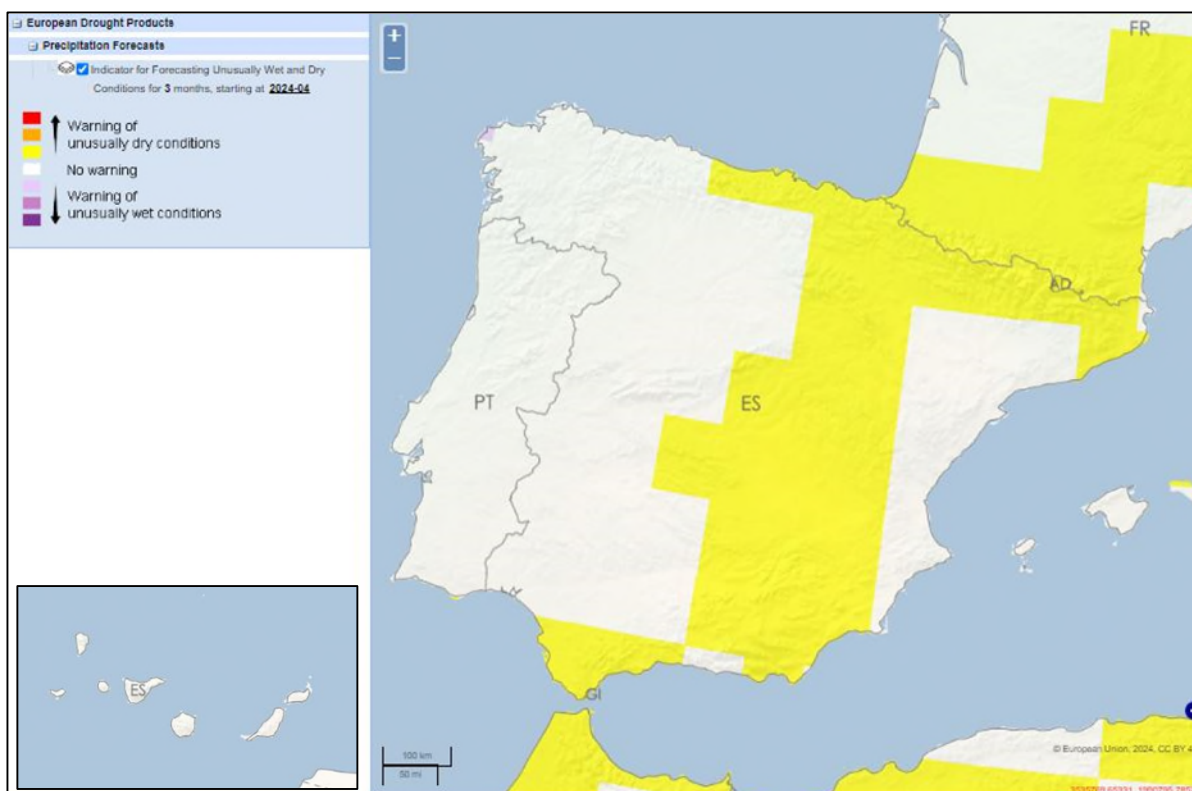 European Drought Products
Precipitation Forecasts
Indicator for Forecasting Unusually Wet and Dry
Conditions for 3 months, starting at 2024-04
Warning of
unusually dry conditions
No warning
Warning of
unusually wet conditions
+
−
FR
AD
PT
ES
GI
ES
100 km
50 mi
© European Union, 2024, CC BY 4